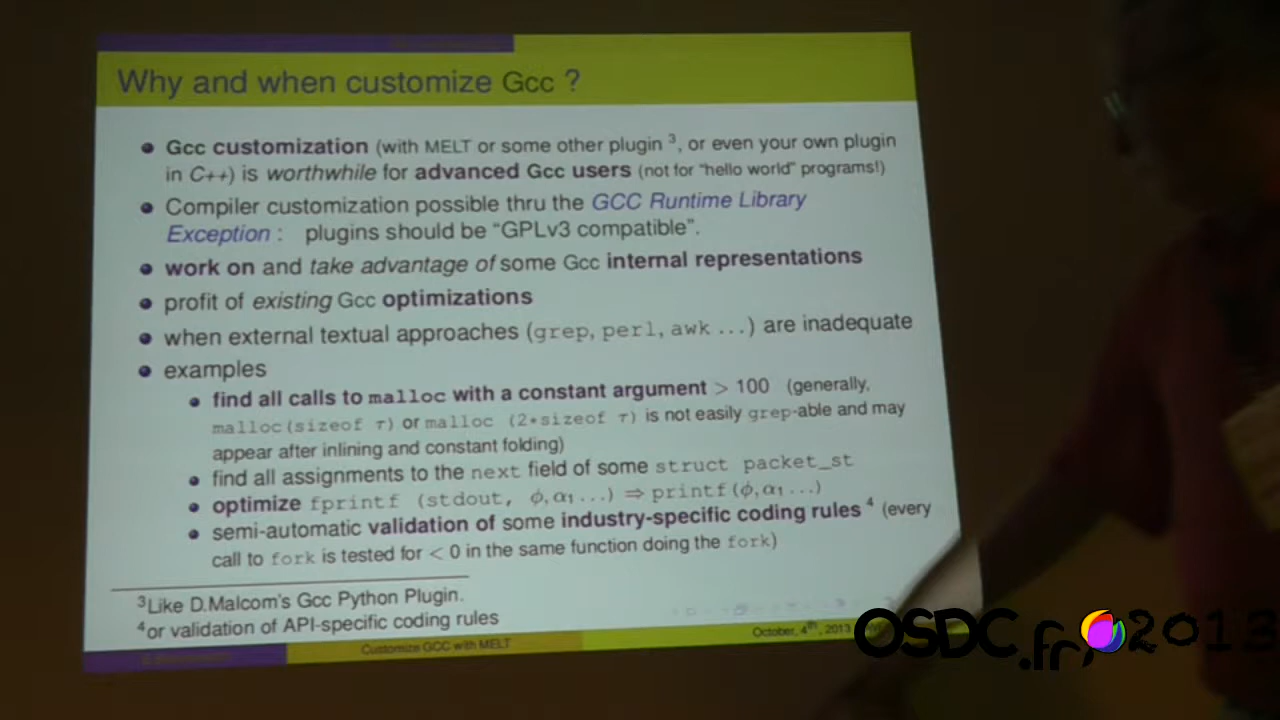 Why and when customize Gcc ?
Gcc customization (with MELT or some other plugin 3, or even your own plugin
in C++) is worthwhile for advanced Gcc users (not for "hello world" programs!)
Compiler customization possible thru the GCC Runtime Library
Exception : plugins should be "GPLv3 compatible".
work on and take advantage of some Gcc internal representations
profit of existing Gcc optimizations
when external textual approaches (grep, perl, awk ...) are inadequate
examples
find all calls to malloc with a constant argument > 100 (generally,
malloc(sizeof τ) or malloc (2*sizeof τ) is not easily grep-able and may
appear after inlining and constant folding)
find all assignments to the next field of some struct packet_st
optimize fprintf (stdout, φ,α1 ...) ⇒ printf(φ,α1 ...)
semi-automatic validation of some industry-specific coding rules 4 (every
call to fork is tested for < 0 in the same function doing the fork)
3Like D.Malcom's Gcc Python Plugin.
4or validation of API-specific coding rules
Customize GCC with MELT
October, 4th, 2013
OSDC.fr 2013